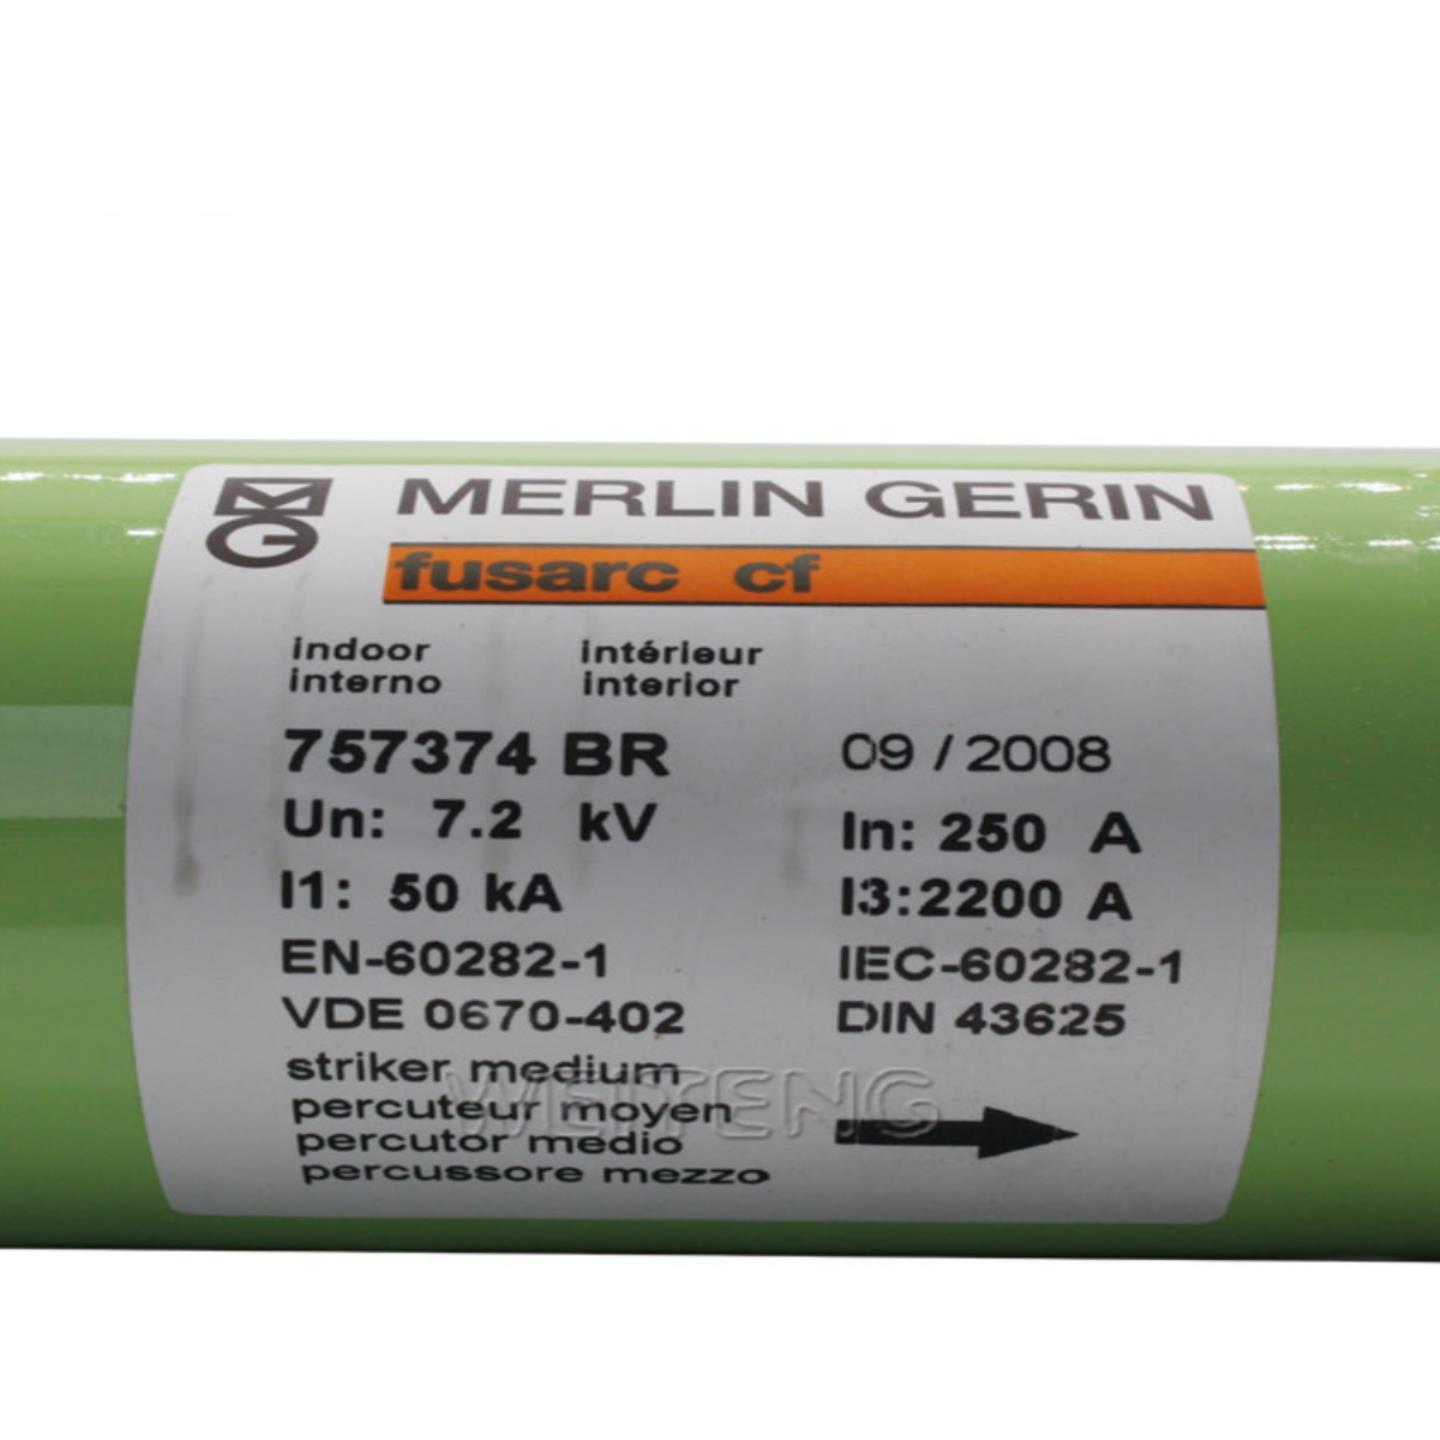 MG MERLIN GERIN
fusarc cf
indoor intérieur
interno interior
757374 BR 09 / 2008
Un: 7.2 kV In: 250 A
I1: 50 kA I3:2200 A
EN-60282-1 IEC-60282-1
VDE 0670-402 DIN 43625
striker medium
WEITENG
percuteur moyen
percutor medio
percussore mezzo